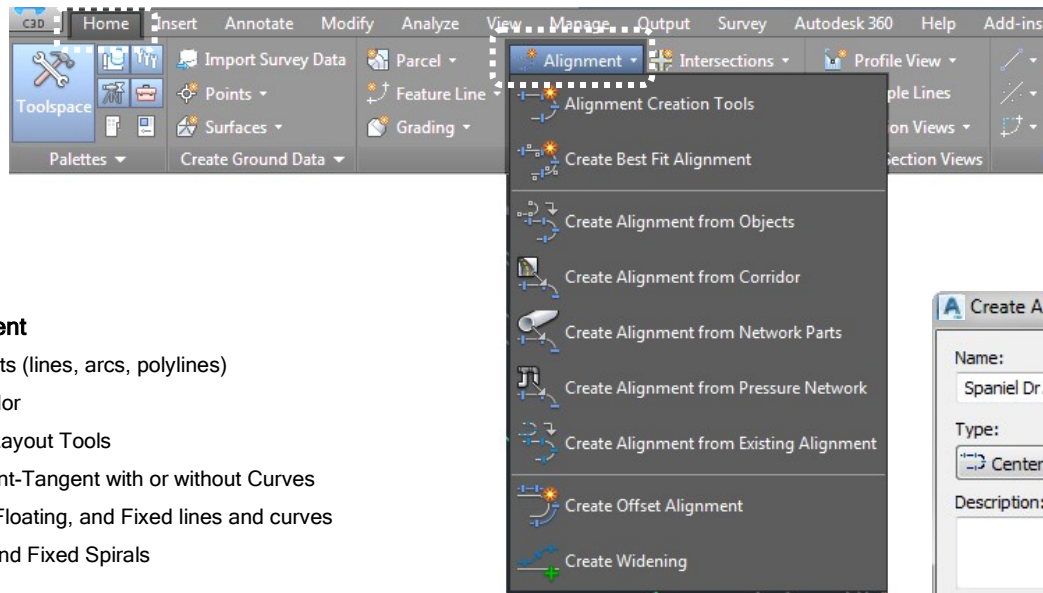 C3D Home Insert Annotate Modify Analyze View Manage Output Survey Autodesk 360 Help Add-ins
Import Survey Data Parcel Alignment Intersections Profile View
Toolspace Points Feature Line ple Lines
Surfaces Grading on Views
Palettes Create Ground Data ection Views
Alignment Creation Tools
Create Best Fit Alignment
Create Alignment from Objects
Create Alignment from Corridor
Create Alignment from Network Parts
Create Alignment from Pressure Network
Create Alignment from Existing Alignment
Create Offset Alignment
Create Widening
ent
ts (lines, arcs, polylines)
lor
ayout Tools
nt-Tangent with or without Curves
Floating, and Fixed lines and curves
nd Fixed Spirals
Create A
Name:
Spaniel Dr
Type:
Center
Description: